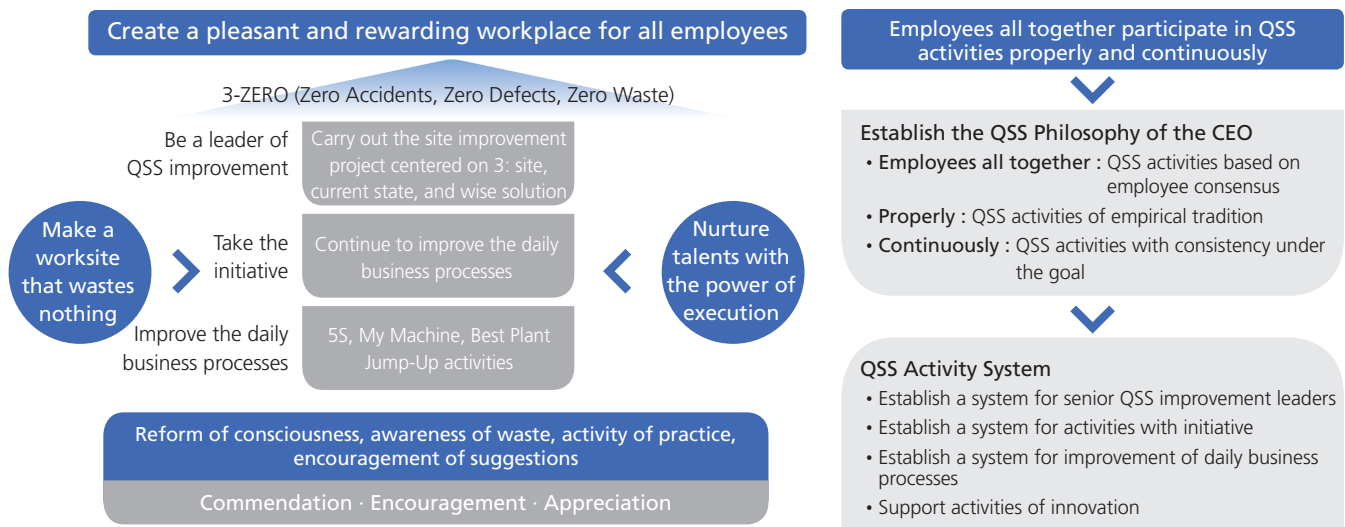 Create a pleasant and rewarding workplace for all employees
3-ZERO (Zero Accidents, Zero Defects, Zero Waste)
Be a leader of
QSS improvement
Carry out the site improvement
project centered on 3: site,
current state, and wise solution
Make a
worksite
that wastes
nothing
Take the
initiative
Continue to improve the daily
business processes
Nurture
talents with
the power of
execution
Improve the daily
business processes
5S, My Machine, Best Plant
Jump-Up activities
Reform of consciousness, awareness of waste, activity of practice,
encouragement of suggestions
Commendation · Encouragement · Appreciation
Employees all together participate in QSS
activities properly and continuously
Establish the QSS Philosophy of the CEO
• Employees all together : QSS activities based on
employee consensus
• Properly : QSS activities of empirical tradition
• Continuously : QSS activities with consistency under
the goal
QSS Activity System
• Establish a system for senior QSS improvement leaders
• Establish a system for activities with initiative
• Establish a system for improvement of daily business
processes
• Support activities of innovation